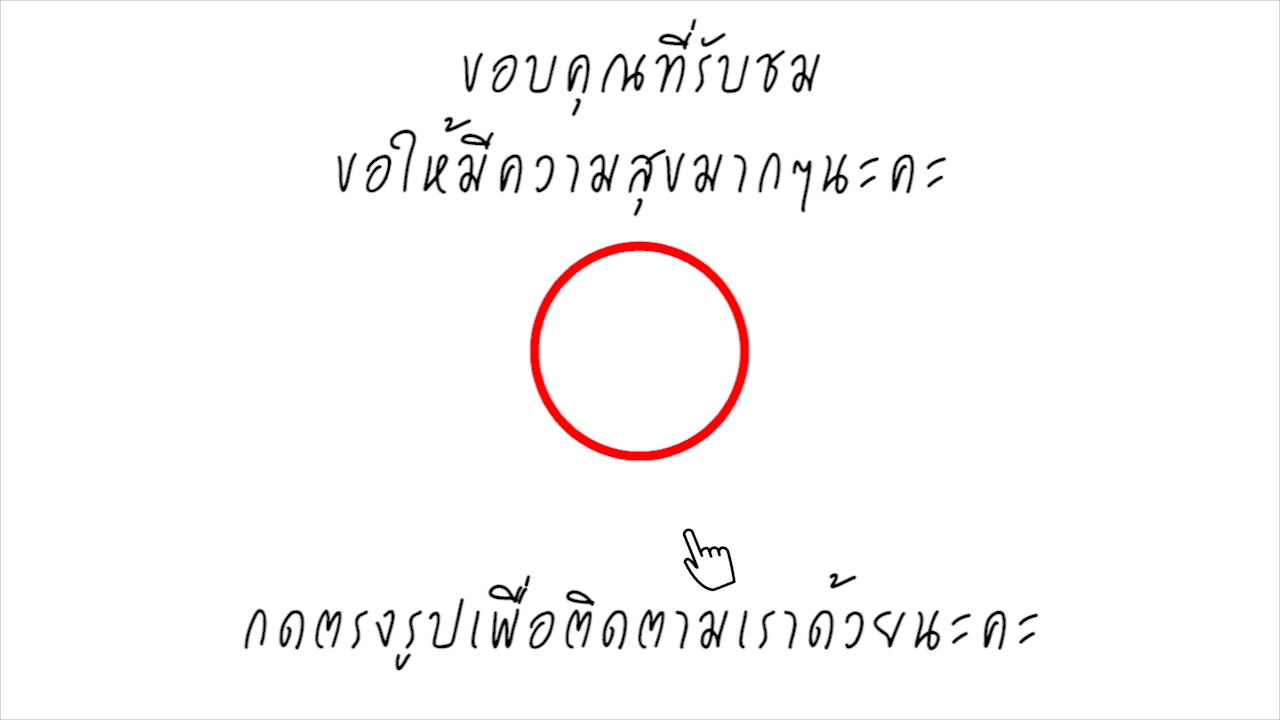 ขอบคุณที่รับชม
ขอให้มีความสุขมากๆนะคะ
กดตรงรูปเพื่อติดตามเราด้วยนะคะ